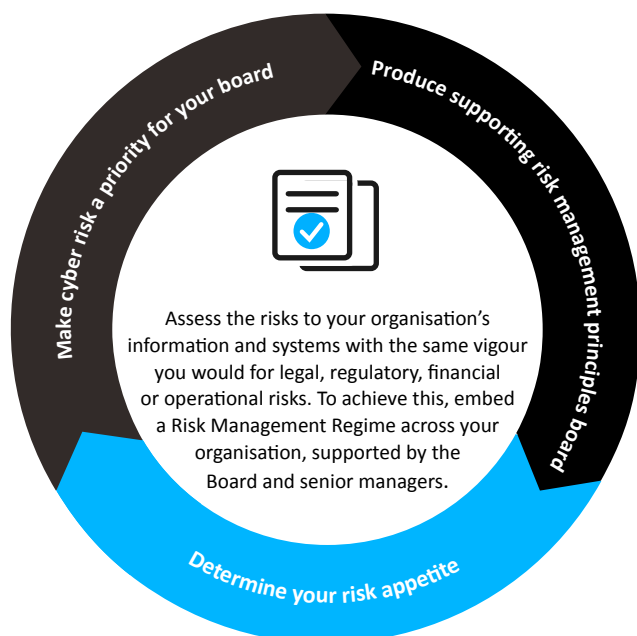 Make cyber risk a priority for your board
Produce supporting risk management principles board
Assess the risks to your organisation’s
information and systems with the same vigour
you would for legal, regulatory, financial
or operational risks. To achieve this, embed
a Risk Management Regime across your
organisation, supported by the
Board and senior managers.
Determine your risk appetite